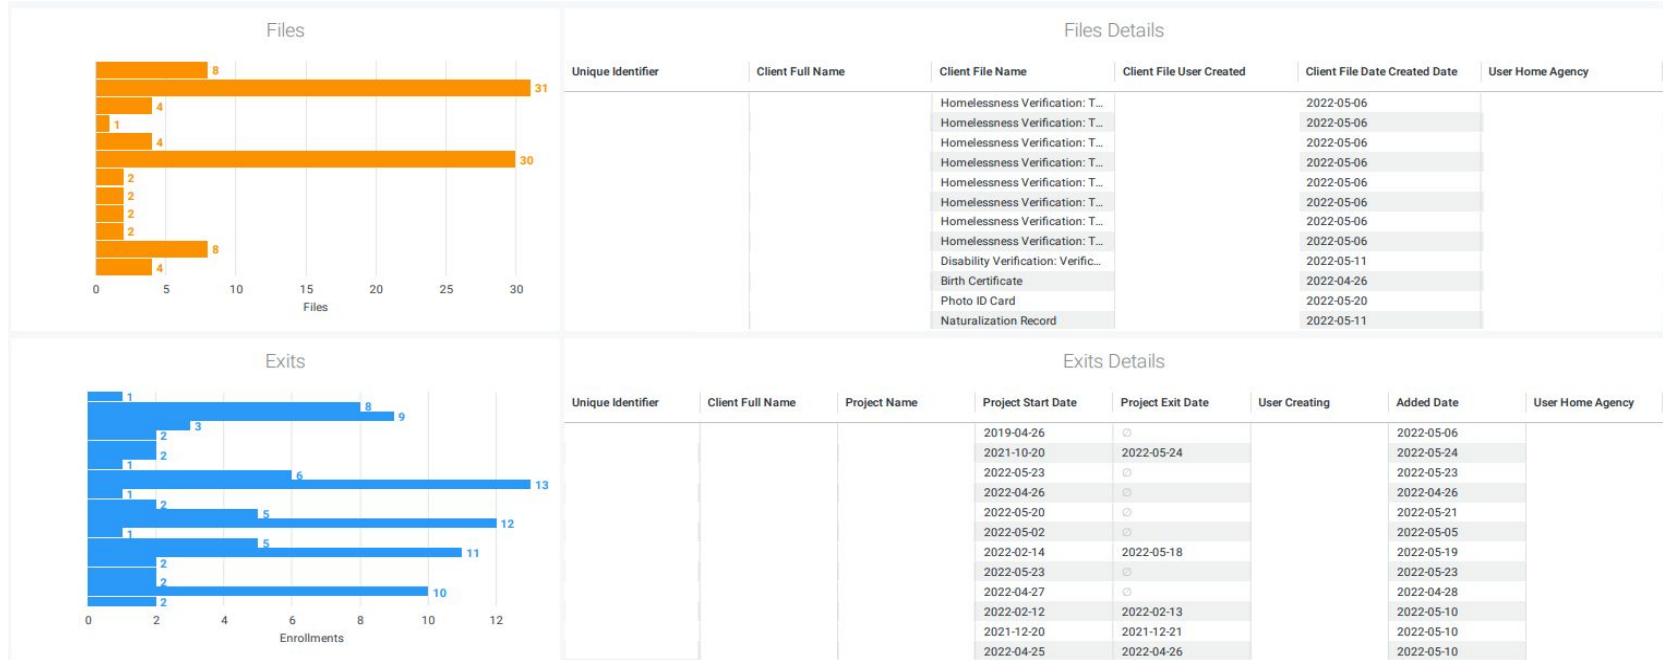 Files
8
31
4
1
4
30
2
2
2
2
8
4
0 5 10 15 20 25 30
Files
Files Details
Unique Identifier Client Full Name Client File Name Client File User Created Client File Date Created Date User Home Agency
Homelessness Verification: T... 2022-05-06
Homelessness Verification: T... 2022-05-06
Homelessness Verification: T... 2022-05-06
Homelessness Verification: T... 2022-05-06
Homelessness Verification: T... 2022-05-06
Homelessness Verification: T... 2022-05-06
Homelessness Verification: T... 2022-05-06
Homelessness Verification: T... 2022-05-06
Disability Verification: Verific... 2022-05-11
Birth Certificate 2022-04-26
Photo ID Card 2022-05-20
Naturalization Record 2022-05-11
Exits
1
8
9
3
2
2
1
6
13
1
2
5
12
1
5
11
2
2
10
2
0 2 4 6 8 10 12
Enrollments
Exits Details
Unique Identifier Client Full Name Project Name Project Start Date Project Exit Date User Creating Added Date User Home Agency
2019-04-26 ∅ 2022-05-06
2021-10-20 2022-05-24 2022-05-24
2022-05-23 ∅ 2022-05-23
2022-04-26 ∅ 2022-04-26
2022-05-20 ∅ 2022-05-21
2022-05-02 ∅ 2022-05-05
2022-02-14 2022-05-18 2022-05-19
2022-05-23 ∅ 2022-05-23
2022-04-27 ∅ 2022-04-28
2022-02-12 2022-02-13 2022-05-10
2021-12-20 2021-12-21 2022-05-10
2022-04-25 2022-04-26 2022-05-10